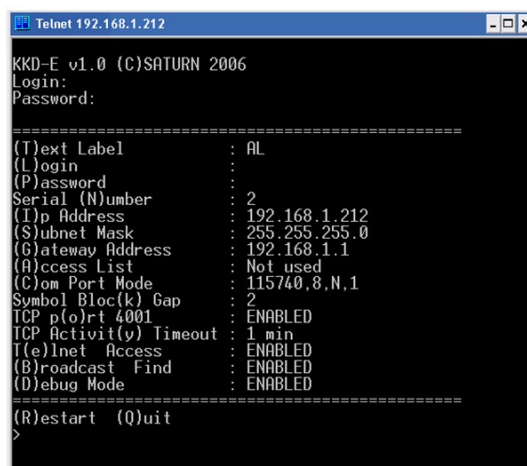 Telnet 192.168.1.212
KKD-E v1.0 (C)SATURN 2006
Login:
Password:
==================================================
(T)ext Label : AL
(L)ogin :
(P)assword :
Serial (N)umber : 2
(I)p Address : 192.168.1.212
(S)ubnet Mask : 255.255.255.0
(G)ateway Address : 192.168.1.1
(A)ccess List : Not used
(C)om Port Mode : 115740,8,N,1
Symbol Bloc(k) Gap : 2
TCP p(o)rt 4001 : ENABLED
TCP Activit(y) Timeout : 1 min
T(e)lnet Access : ENABLED
(B)roadcast Find : ENABLED
(D)ebug Mode : ENABLED
==================================================
(R)estart (Q)uit
>